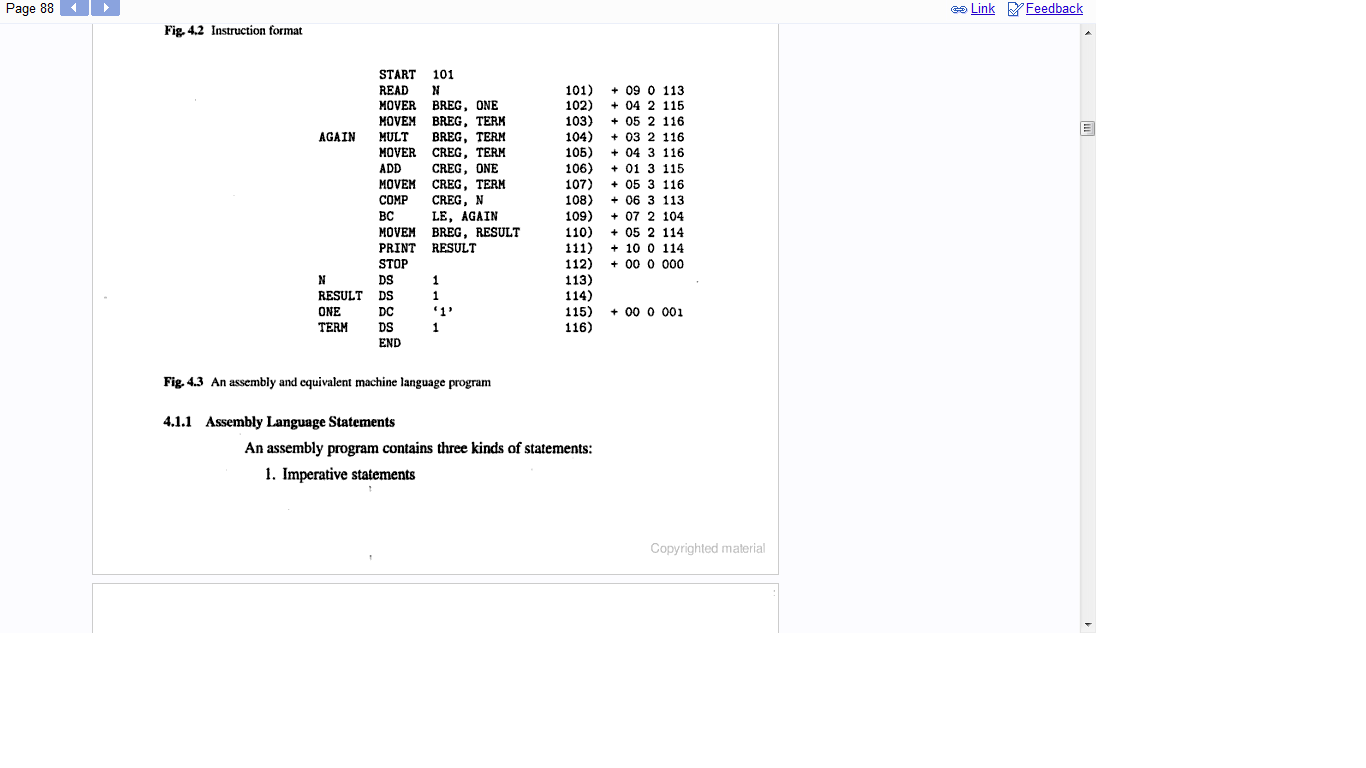 Page 88 Link Feedback
Fig. 4.2 Instruction format
START 101
READ N 101) + 09 0 113
MOVER BREG, ONE 102) + 04 2 115
MOVEM BREG, TERM 103) + 05 2 116
AGAIN MULT BREG, TERM 104) + 03 2 116
MOVER CREG, TERM 105) + 04 3 116
ADD CREG, ONE 106) + 01 3 115
MOVEM CREG, TERM 107) + 05 3 116
COMP CREG, N 108) + 06 3 113
BC LE, AGAIN 109) + 07 2 104
MOVEM BREG, RESULT 110) + 05 2 114
PRINT RESULT 111) + 10 0 114
STOP 112) + 00 0 000
N DS 1 113)
RESULT DS 1 114)
ONE DC ‘1’ 115) + 00 0 001
TERM DS 1 116)
END
Fig. 4.3 An assembly and equivalent machine language program
4.1.1 Assembly Language Statements
An assembly program contains three kinds of statements:
1. Imperative statements
Copyrighted material